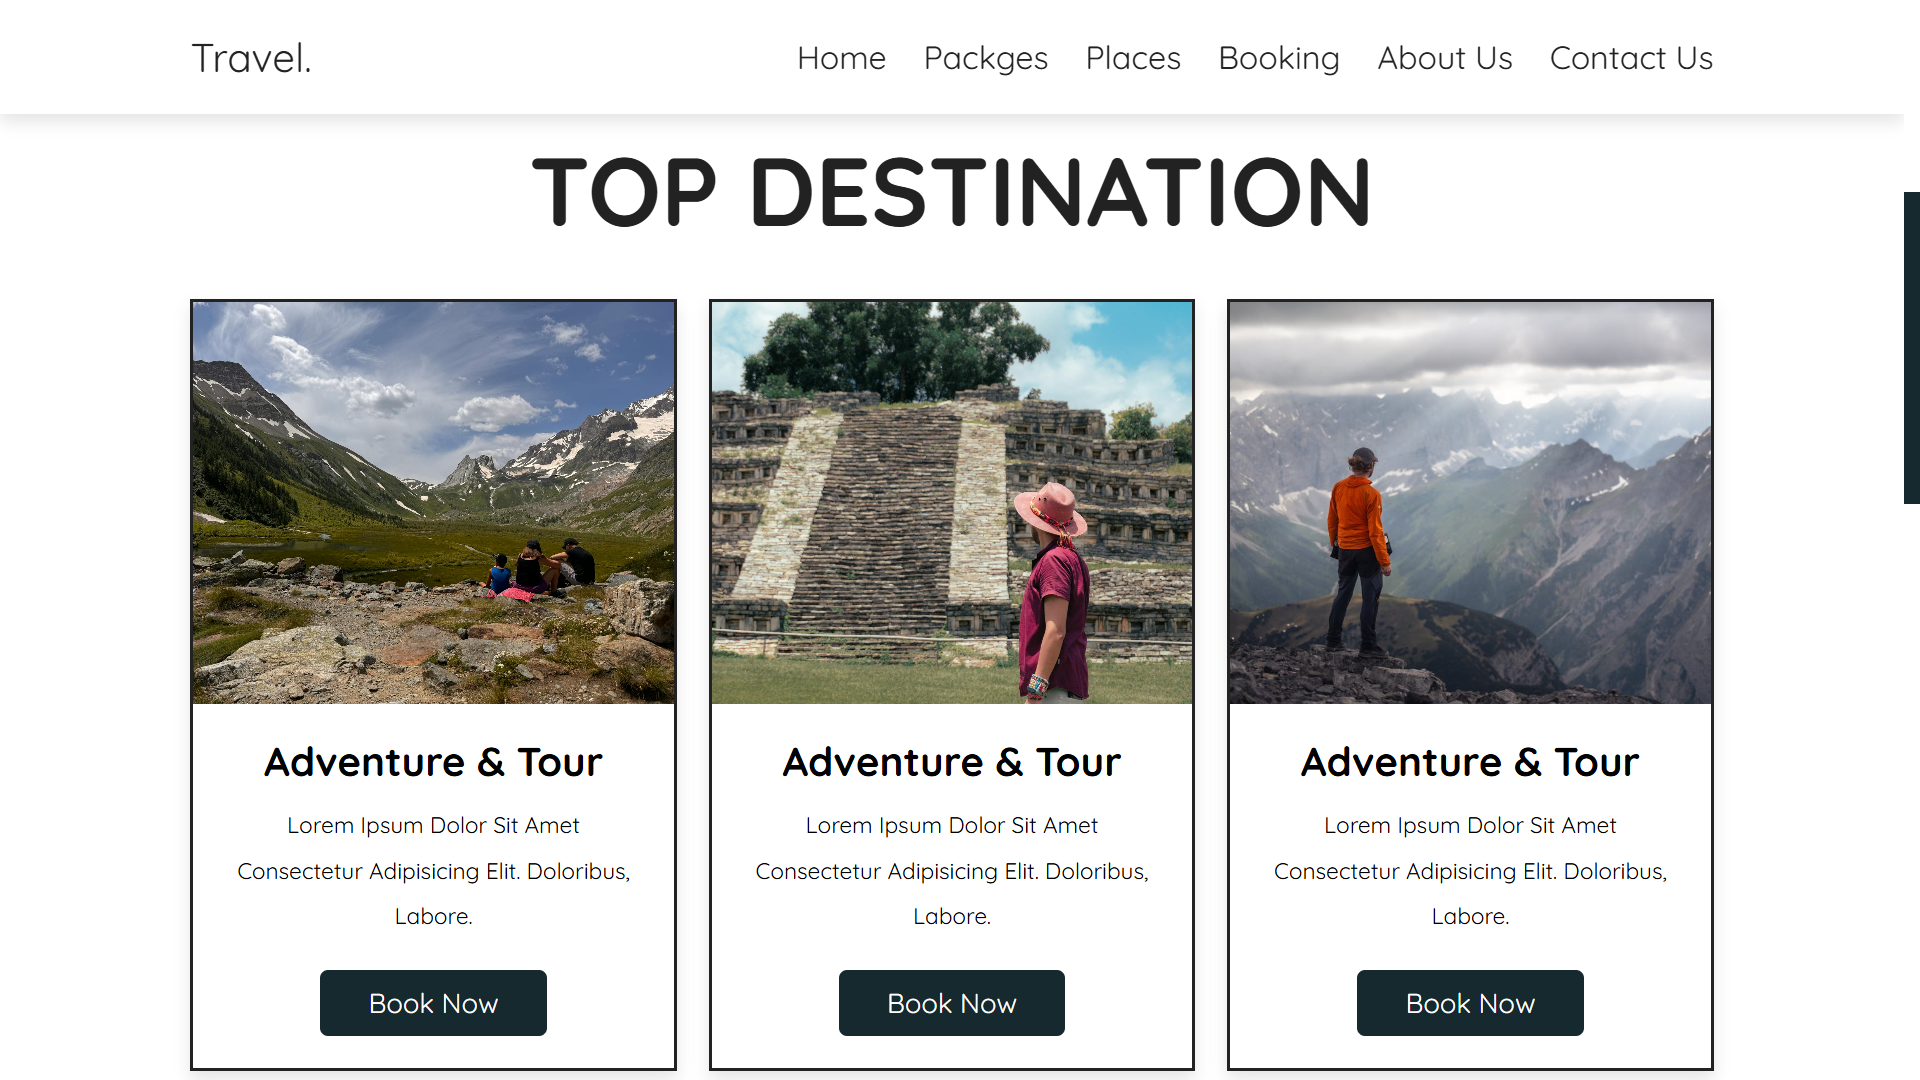 Travel.
Home Packges Places Booking About Us Contact Us
TOP DESTINATION
Adventure & Tour
Lorem Ipsum Dolor Sit Amet
Consectetur Adipisicing Elit. Doloribus,
Labore.
Book Now
Adventure & Tour
Lorem Ipsum Dolor Sit Amet
Consectetur Adipisicing Elit. Doloribus,
Labore.
Book Now
Adventure & Tour
Lorem Ipsum Dolor Sit Amet
Consectetur Adipisicing Elit. Doloribus,
Labore.
Book Now